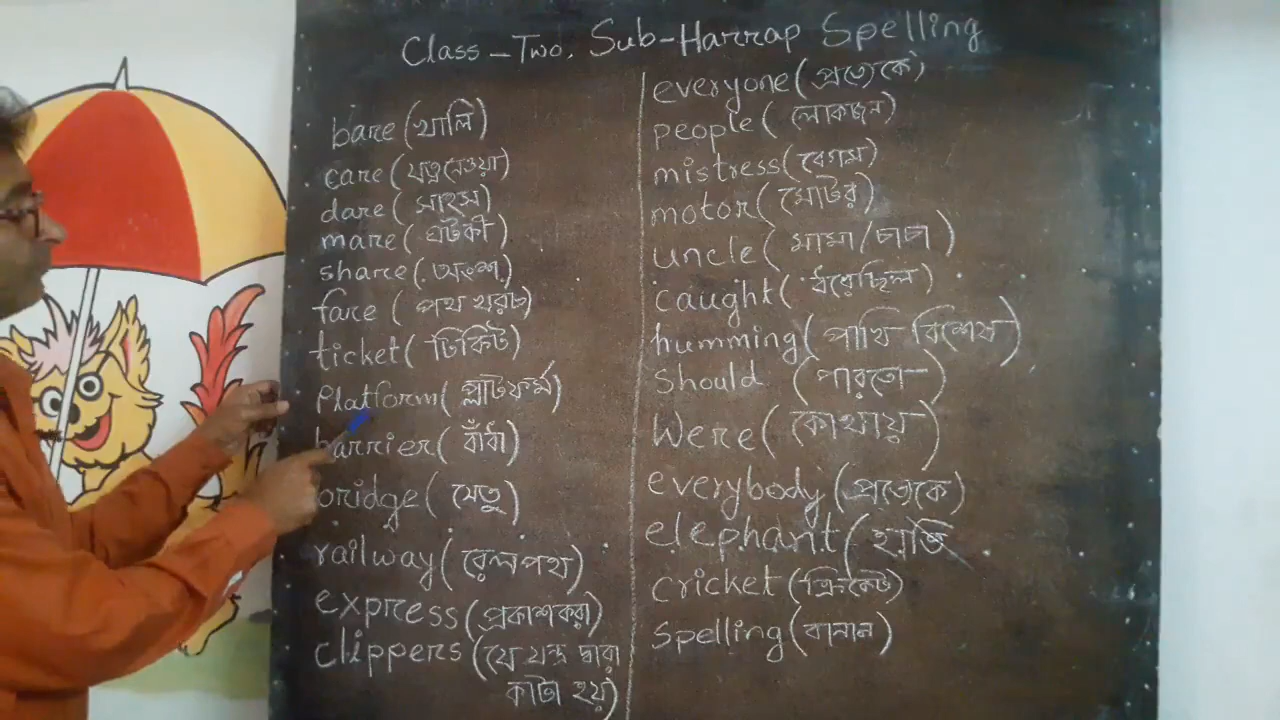 Class - Two. Sub-Harrap Spelling
bare (খালি)
care (যত্ননেওয়া)
dare (সাহস)
mare (ঘটকী)
share (অংশ)
fare (পথ খরচ)
ticket (টিকিট)
Platform (প্লাটফর্ম)
barrier (বাঁধা)
bridge (সেতু)
railway (রেলপথ)
express (প্রকাশকরা)
clippers (যে যন্ত্র দ্বারা
কাটা হয়)
everyone (প্রত্যেকে)
people (লোকজন)
mistress (বেগম)
motor (মোটর)
uncle (মামা/চাচা)
caught (ধরেছিল)
humming (পাখি বিশেষ)
Should (পারতো)
Were (কোথায়)
everybody (প্রত্যেকে)
elephant (হাতি)
cricket (ক্রিকেট)
Spelling (বানান)